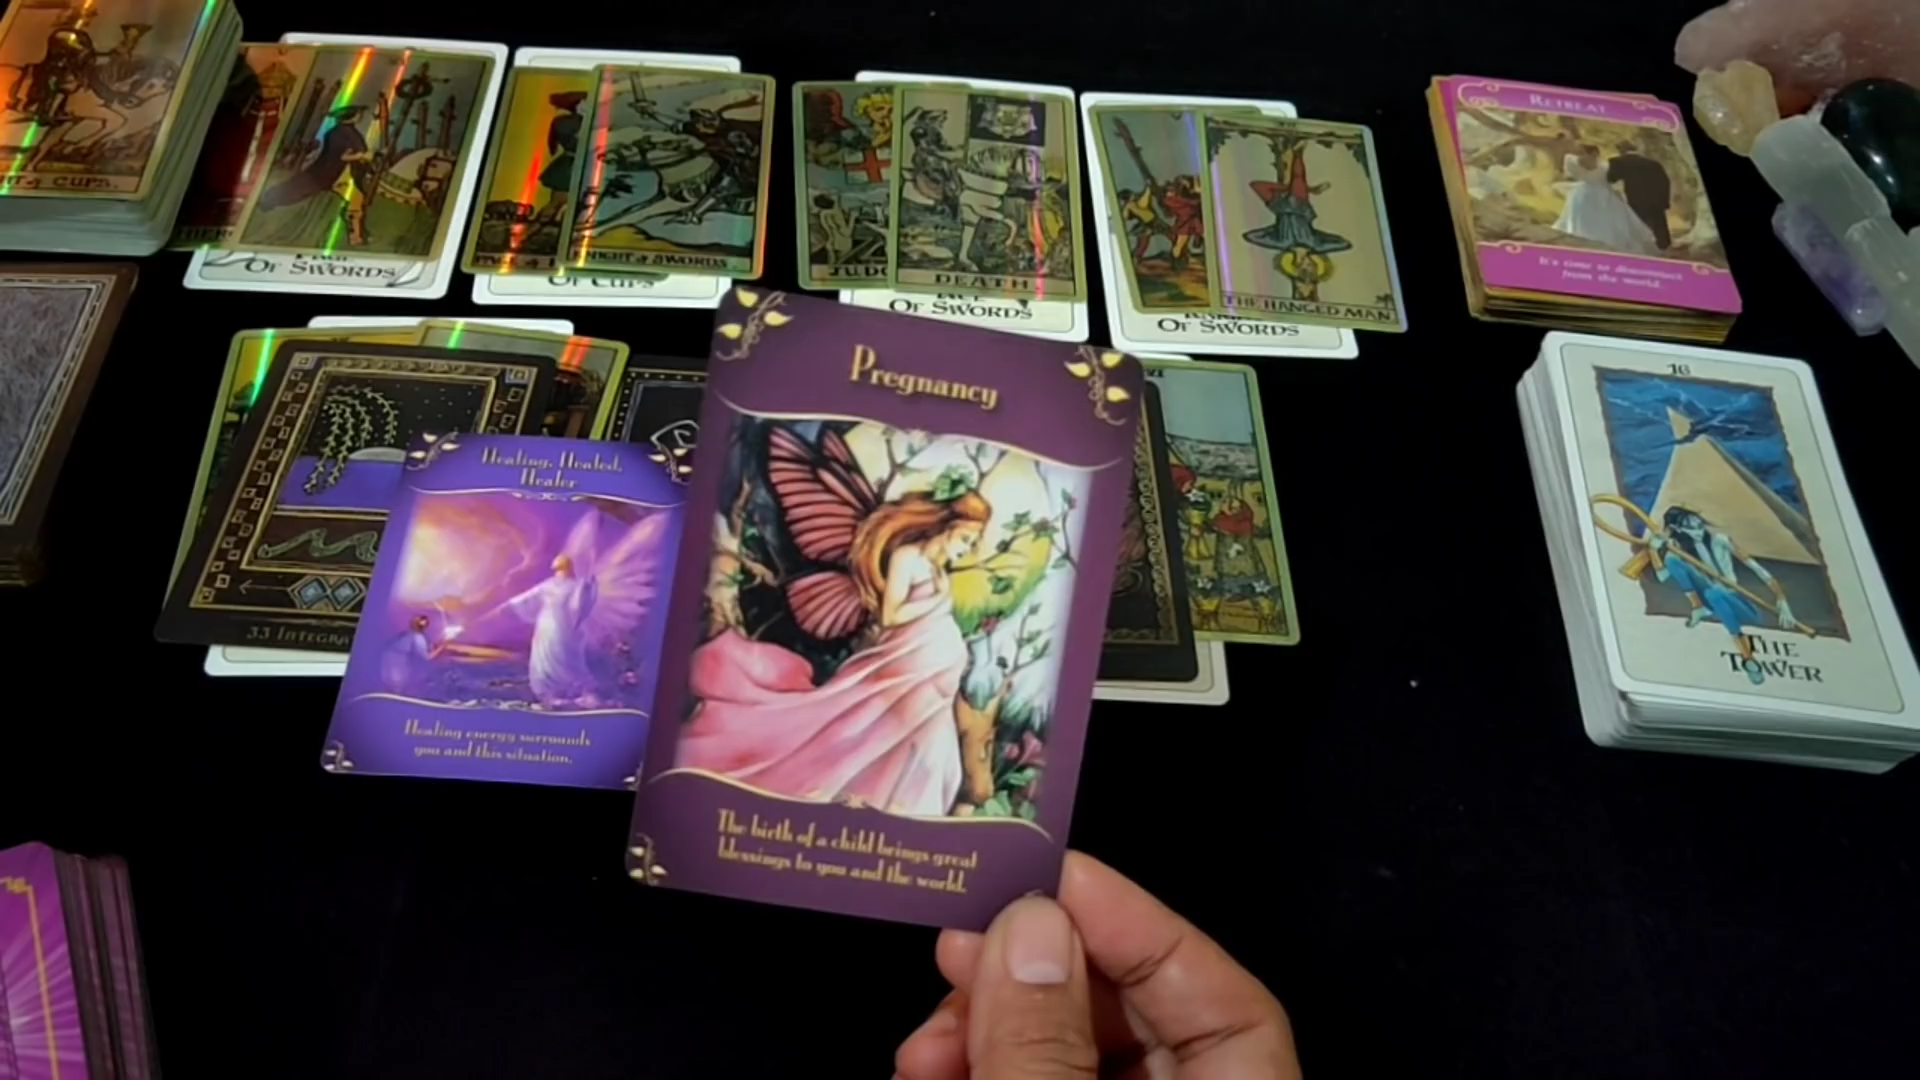 OF SWORDS
OF CUPS
KNIGHT of SWORDS.
DEATH
OF SWORDS
THE HANGED MAN
OF SWORDS
RETREAT
It's time to disconnect
from the world.
16
THE
TOWER
33 INTEGRA
Healing, Healed,
Healer
Healing energy surrounds
you and this situation.
Pregnancy
The birth of a child brings great
blessings to you and the world.